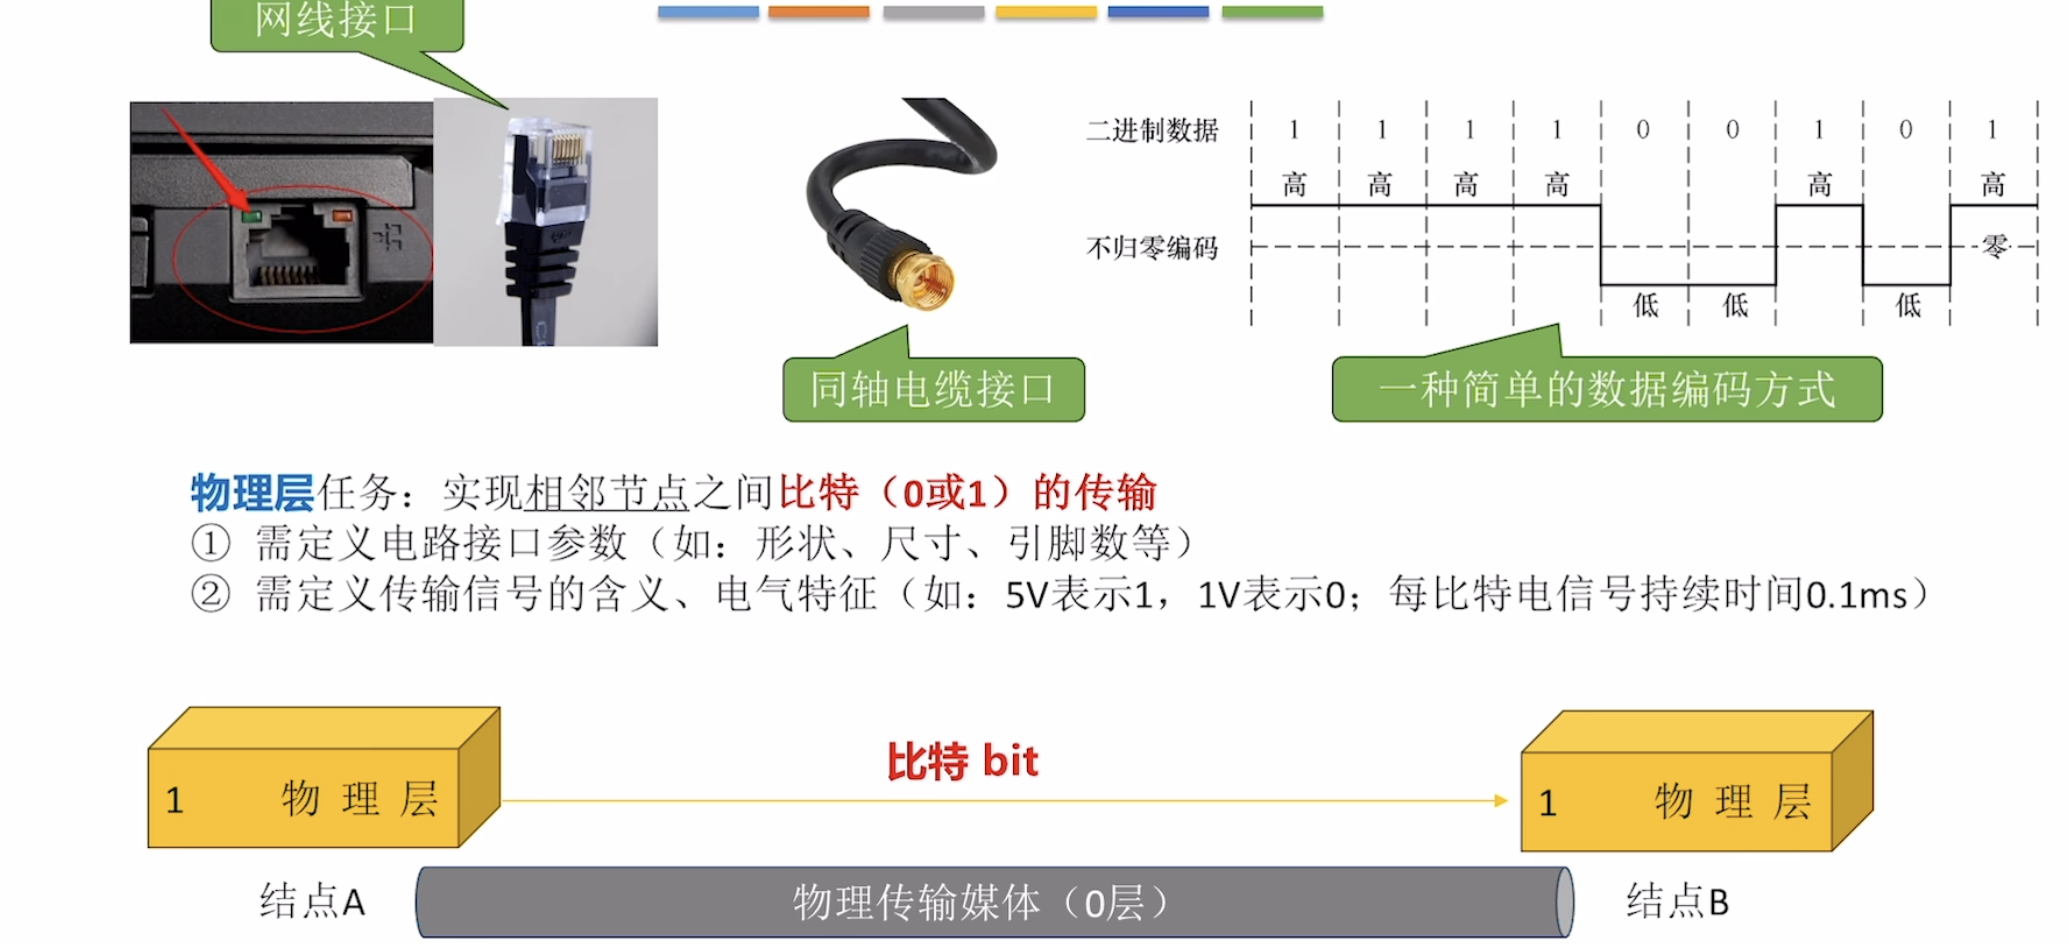 网线接口
二进制数据 1 1 1 1 0 0 1 0 1
高 高 高 高 高 高
不归零编码 零
低 低 低
同轴电缆接口
一种简单的数据编码方式
物理层任务：实现相邻节点之间比特（0或1）的传输
① 需定义电路接口参数（如：形状、尺寸、引脚数等）
② 需定义传输信号的含义、电气特征（如：5V表示1，1V表示0；每比特电信号持续时间0.1ms）
比特 bit
1 物 理 层
1 物 理 层
结点A
物理传输媒体（0层）
结点B